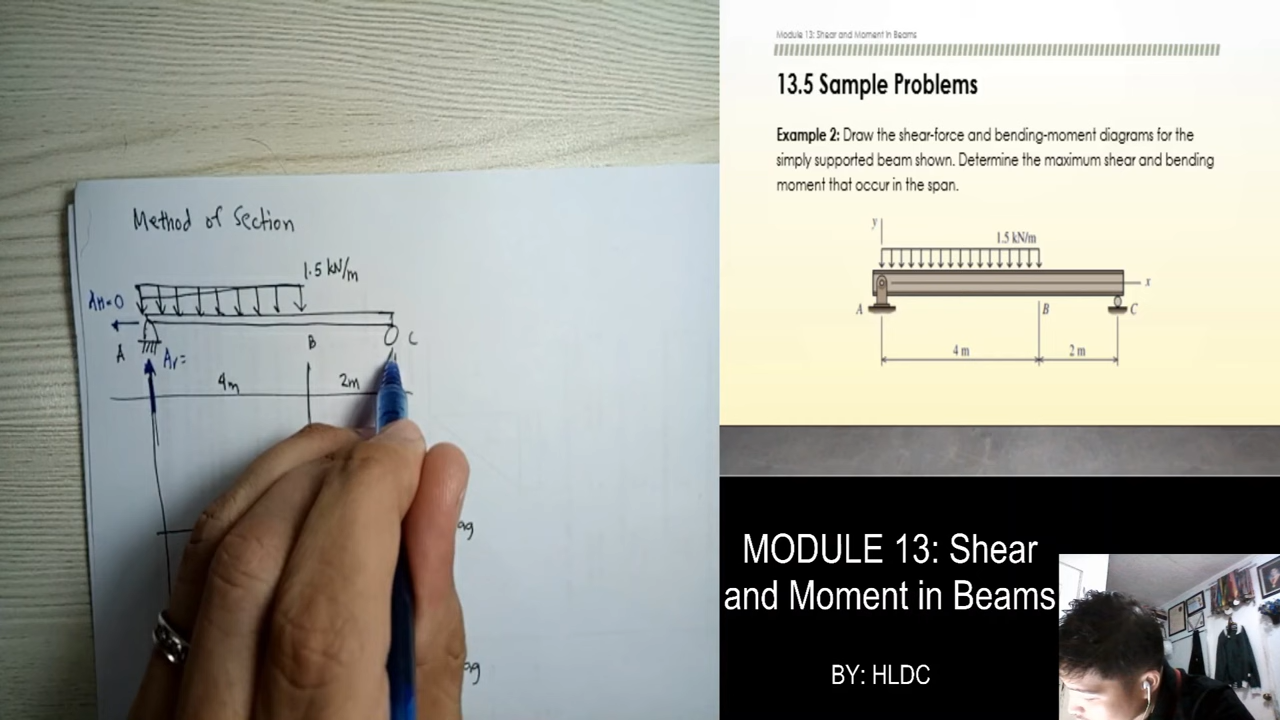 Method of Section
1.5 kN/m
AH=0
A
Av=
B
C
4m
2m
Module 13: Shear and Moment in Beams
13.5 Sample Problems
Example 2: Draw the shear-force and bending-moment diagrams for the
simply supported beam shown. Determine the maximum shear and bending
moment that occur in the span.
y
1.5 kN/m
x
A
B
C
4 m
2 m
MODULE 13: Shear
and Moment in Beams
BY: HLDC